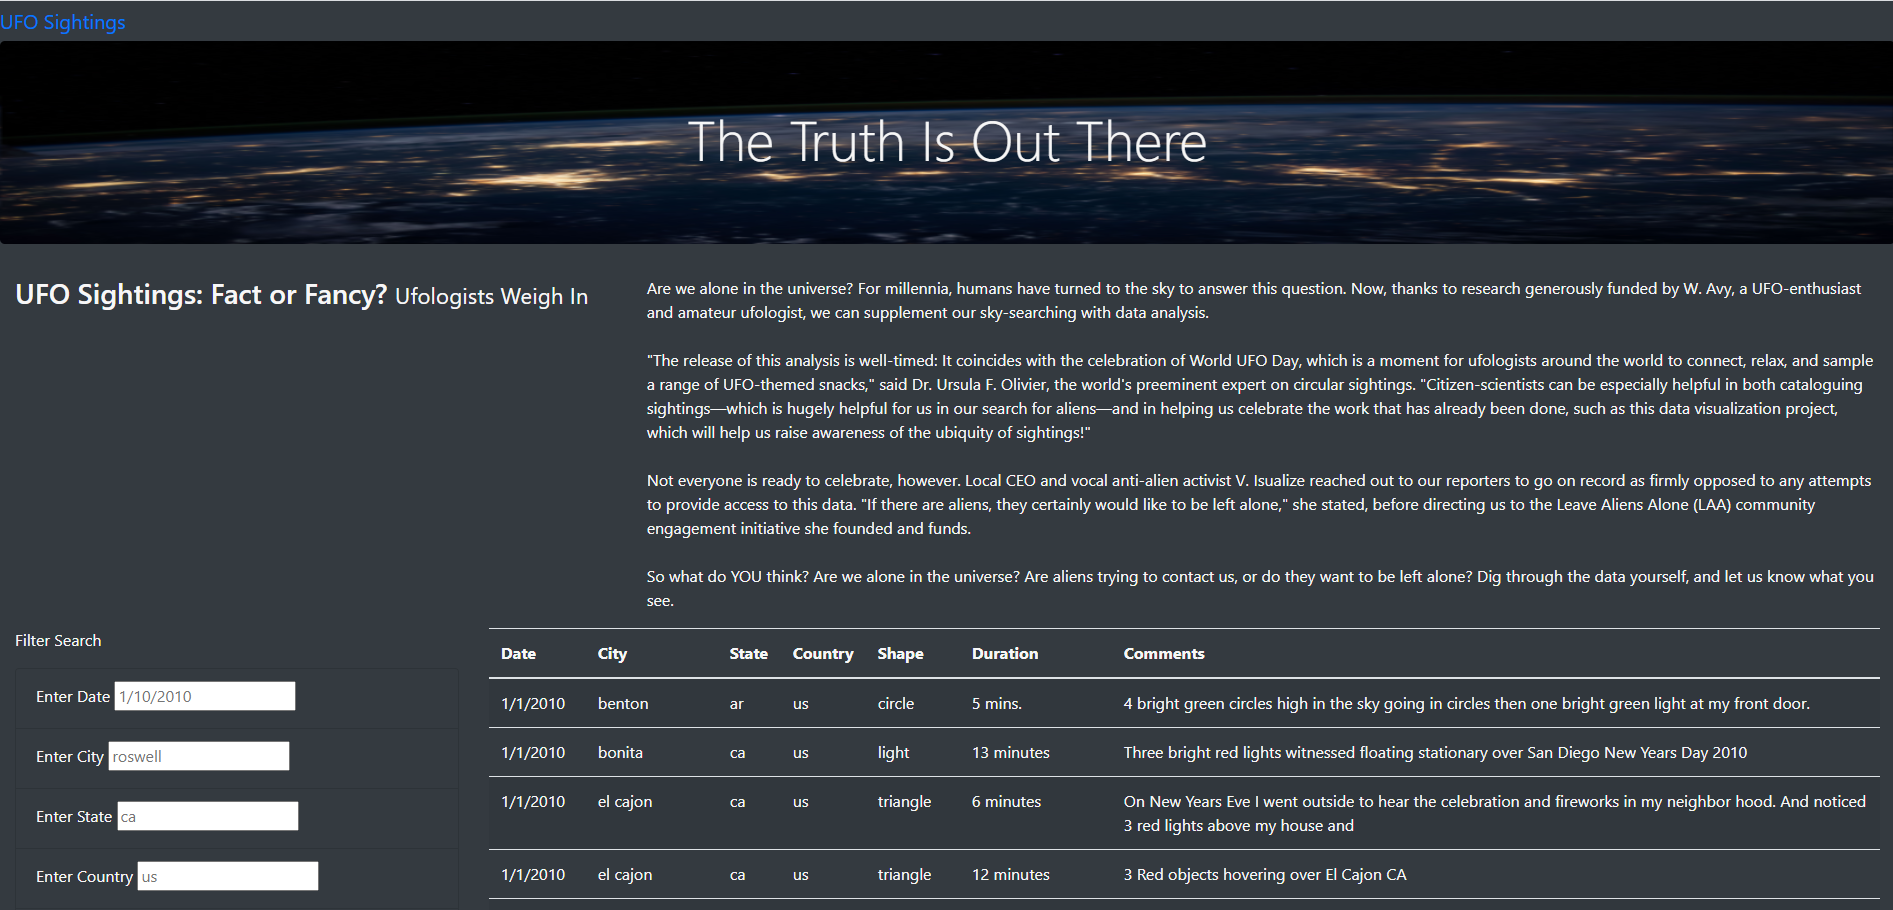 UFO Sightings
The Truth Is Out There
UFO Sightings: Fact or Fancy? Ufologists Weigh In
Are we alone in the universe? For millennia, humans have turned to the sky to answer this question. Now, thanks to research generously funded by W. Avy, a UFO-enthusiast
and amateur ufologist, we can supplement our sky-searching with data analysis.
"The release of this analysis is well-timed: It coincides with the celebration of World UFO Day, which is a moment for ufologists around the world to connect, relax, and sample
a range of UFO-themed snacks," said Dr. Ursula F. Olivier, the world's preeminent expert on circular sightings. "Citizen-scientists can be especially helpful in both cataloguing
sightings—which is hugely helpful for us in our search for aliens—and in helping us celebrate the work that has already been done, such as this data visualization project,
which will help us raise awareness of the ubiquity of sightings!"
Not everyone is ready to celebrate, however. Local CEO and vocal anti-alien activist V. Isualize reached out to our reporters to go on record as firmly opposed to any attempts
to provide access to this data. "If there are aliens, they certainly would like to be left alone," she stated, before directing us to the Leave Aliens Alone (LAA) community
engagement initiative she founded and funds.
So what do YOU think? Are we alone in the universe? Are aliens trying to contact us, or do they want to be left alone? Dig through the data yourself, and let us know what you
see.
Filter Search
Enter Date 1/10/2010
Enter City roswell
Enter State ca
Enter Country us
Date City State Country Shape Duration Comments
1/1/2010 benton ar us circle 5 mins. 4 bright green circles high in the sky going in circles then one bright green light at my front door.
1/1/2010 bonita ca us light 13 minutes Three bright red lights witnessed floating stationary over San Diego New Years Day 2010
1/1/2010 el cajon ca us triangle 6 minutes On New Years Eve I went outside to hear the celebration and fireworks in my neighbor hood. And noticed
3 red lights above my house and
1/1/2010 el cajon ca us triangle 12 minutes 3 Red objects hovering over El Cajon CA